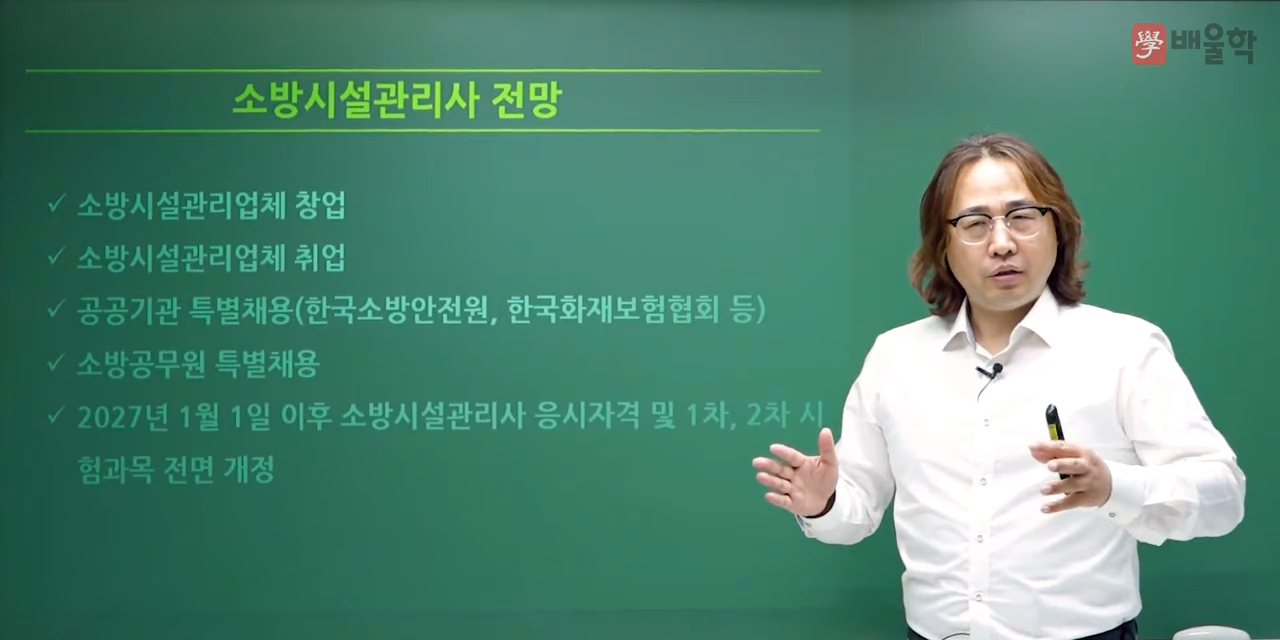 學 배울학
소방시설관리사 전망
✓ 소방시설관리업체 창업
✓ 소방시설관리업체 취업
✓ 공공기관 특별채용(한국소방안전원, 한국화재보험협회 등)
✓ 소방공무원 특별채용
✓ 2027년 1월 1일 이후 소방시설관리사 응시자격 및 1차, 2차 시
험과목 전면 개정